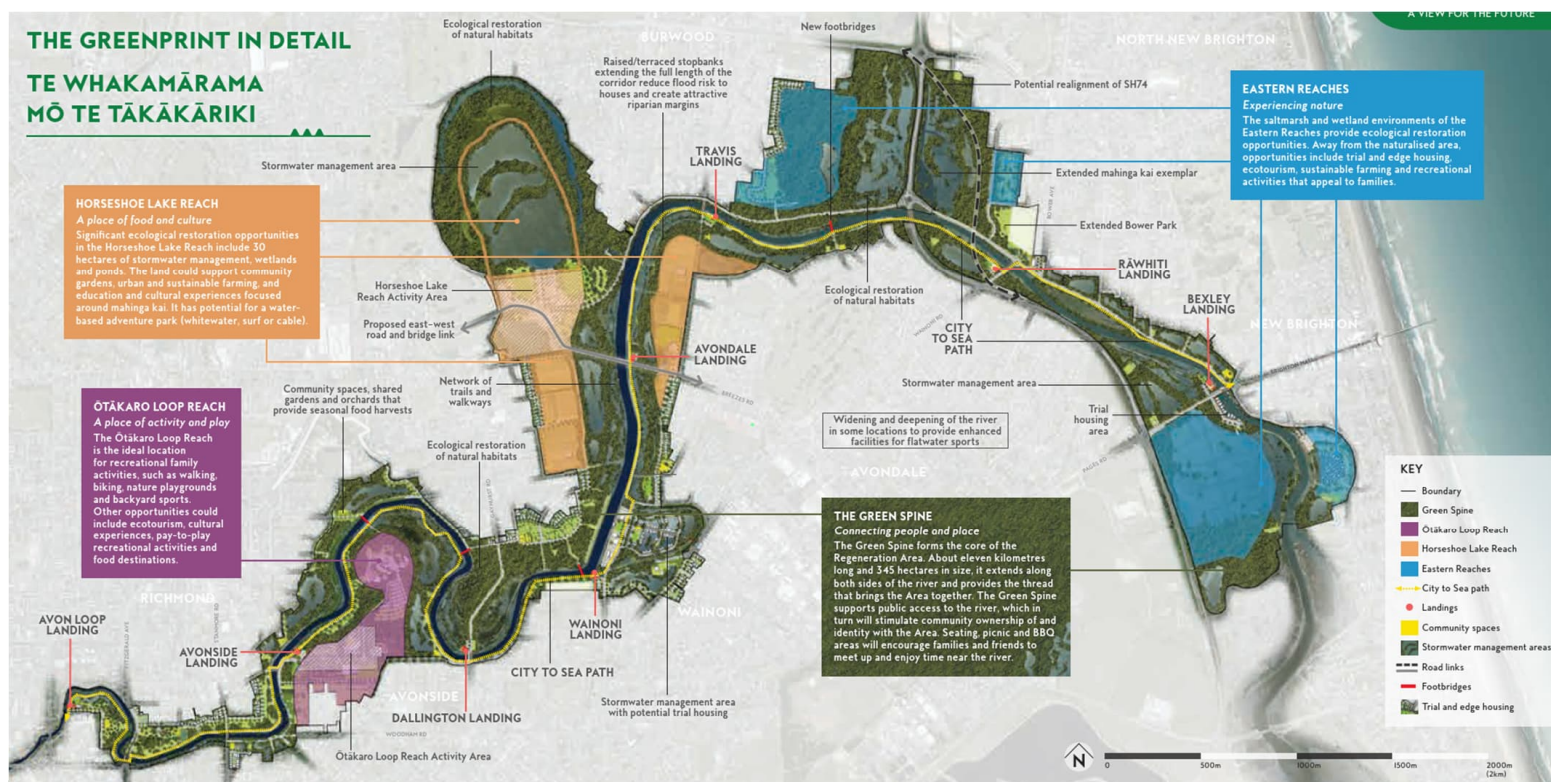 A VIEW FOR THE FUTURE
THE GREENPRINT IN DETAIL
TE WHAKAMĀRAMA
MŌ TE TĀKĀKĀRIKI
Ecological restoration
of natural habitats
BURWOOD
New footbridges
NORTH NEW BRIGHTON
Raised/terraced stopbanks
extending the full length of the
corridor reduce flood risk to
houses and create attractive
riparian margins
Potential realignment of SH74
EASTERN REACHES
Experiencing nature
The saltmarsh and wetland environments of the
Eastern Reaches provide ecological restoration
opportunities. Away from the naturalised area,
opportunities include trial and edge housing,
ecotourism, sustainable farming and recreational
activities that appeal to families.
Stormwater management area
TRAVIS
LANDING
Extended mahinga kai exemplar
HORSESHOE LAKE REACH
A place of food and culture
Significant ecological restoration opportunities
in the Horseshoe Lake Reach include 30
hectares of stormwater management, wetlands
and ponds. The land could support community
gardens, urban and sustainable farming, and
education and cultural experiences focused
around mahinga kai. It has potential for a water-
based adventure park (whitewater, surf or cable).
Extended Bower Park
RĀWHITI
LANDING
Horseshoe Lake
Reach Activity Area
Ecological restoration
of natural habitats
BEXLEY
LANDING
Proposed east–west
road and bridge link
NEW BRIGHTON
CITY
TO SEA
PATH
AVONDALE
LANDING
Network of
trails and
walkways
Stormwater management area
BREEZES RD
Community spaces, shared
gardens and orchards that
provide seasonal food harvests
ŌTĀKARO LOOP REACH
A place of activity and play
The Ōtākaro Loop Reach
is the ideal location
for recreational family
activities, such as walking,
biking, nature playgrounds
and backyard sports.
Other opportunities could
include ecotourism, cultural
experiences, pay-to-play
recreational activities and
food destinations.
Trial
housing
area
Widening and deepening of the river
in some locations to provide enhanced
facilities for flatwater sports
Ecological restoration
of natural habitats
AVONDALE
PAGES RD
THE GREEN SPINE
Connecting people and place
The Green Spine forms the core of the
Regeneration Area. About eleven kilometres
long and 345 hectares in size, it extends along
both sides of the river and provides the thread
that brings the Area together. The Green Spine
supports public access to the river, which in
turn will stimulate community ownership of and
identity with the Area. Seating, picnic and BBQ
areas will encourage families and friends to
meet up and enjoy time near the river.
KEY
Boundary
Green Spine
Ōtākaro Loop Reach
Horseshoe Lake Reach
Eastern Reaches
City to Sea path
Landings
Community spaces
Stormwater management areas
Road links
Footbridges
Trial and edge housing
RICHMOND
WAINONI
AVON LOOP
LANDING
WAINONI
LANDING
AVONSIDE
LANDING
CITY TO SEA PATH
AVONSIDE
DALLINGTON LANDING
Stormwater management area
with potential trial housing
WOODHAM RD
Ōtākaro Loop Reach Activity Area
N
0
500m
1000m
1500m
2000m
(2km)